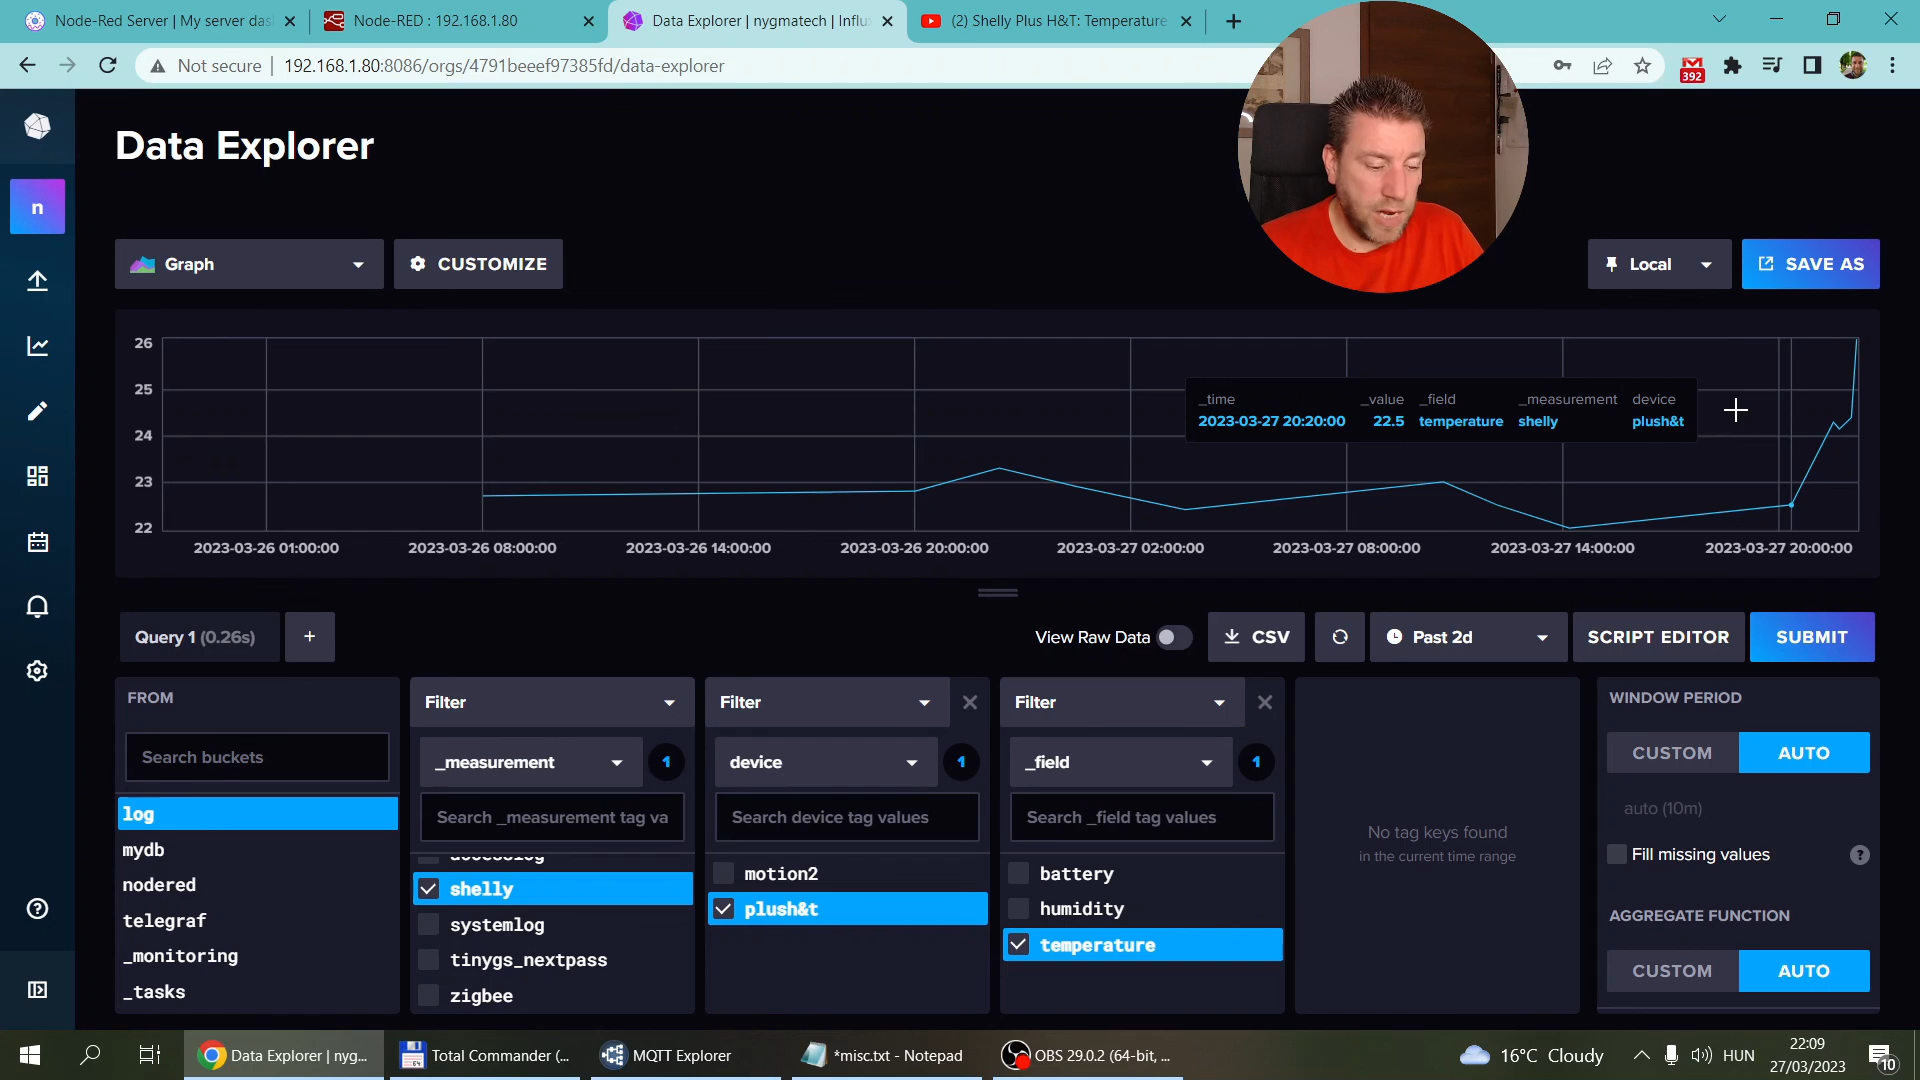 Node-Red Server | My server das
Node-RED : 192.168.1.80
Data Explorer | nygmatech | Influ
(2) Shelly Plus H&T: Temperature
Not secure
192.168.1.80:8086/orgs/4791beeef97385fd/data-explorer
392
Data Explorer
n
Graph
CUSTOMIZE
Local
SAVE AS
26
25
24
23
22
_time _value _field _measurement device
2023-03-27 20:20:00 22.5 temperature shelly plush&t
2023-03-26 01:00:00
2023-03-26 08:00:00
2023-03-26 14:00:00
2023-03-26 20:00:00
2023-03-27 02:00:00
2023-03-27 08:00:00
2023-03-27 14:00:00
2023-03-27 20:00:00
Query 1 (0.26s)
+
View Raw Data
CSV
Past 2d
SCRIPT EDITOR
SUBMIT
FROM
Search buckets
log
mydb
nodered
telegraf
_monitoring
_tasks
Filter
_measurement
1
Search _measurement tag va
shelly
systemlog
tinygs_nextpass
zigbee
Filter
device
1
Search device tag values
motion2
plush&t
Filter
_field
1
Search _field tag values
battery
humidity
temperature
No tag keys found
in the current time range
WINDOW PERIOD
CUSTOM
AUTO
auto (10m)
Fill missing values
?
AGGREGATE FUNCTION
CUSTOM
AUTO
Data Explorer | nyg...
Total Commander (...
MQTT Explorer
*misc.txt - Notepad
OBS 29.0.2 (64-bit, ...
16°C Cloudy
HUN
22:09
27/03/2023
10